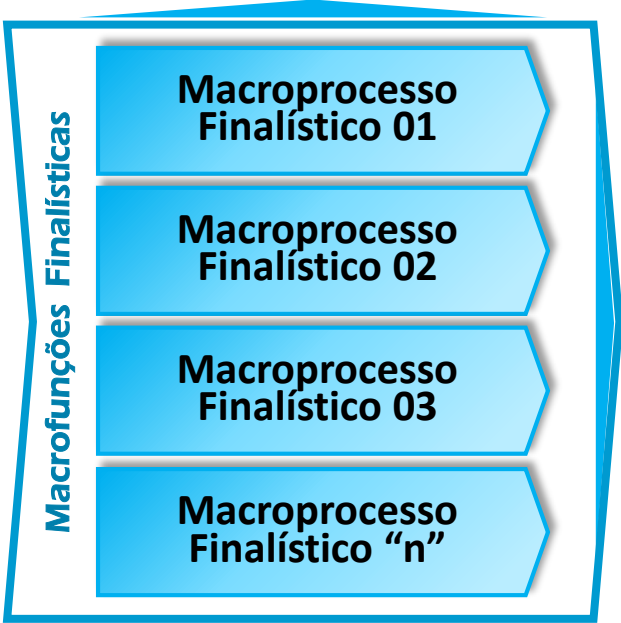 Macrofunções Finalísticas
Macroprocesso
Finalístico 01
Macroprocesso
Finalístico 02
Macroprocesso
Finalístico 03
Macroprocesso
Finalístico “n”